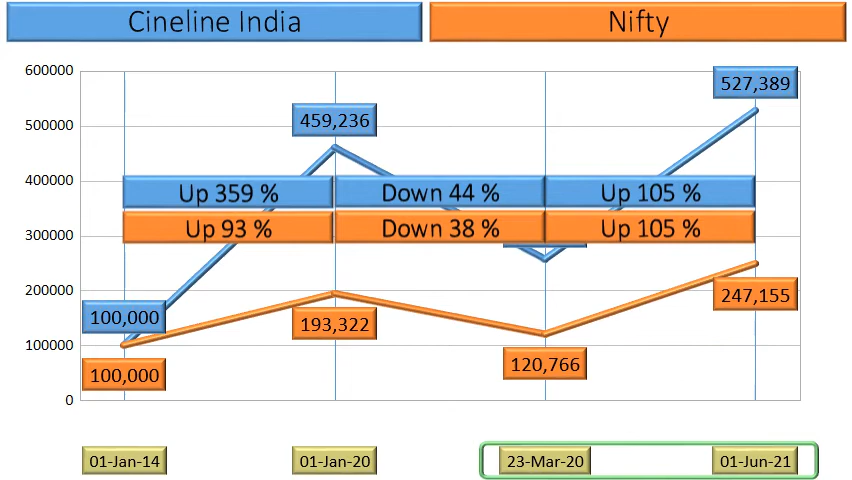 Cineline India
Nifty
600000
527,389
500000
459,236
400000
Up 359 %
Down 44 %
Up 105 %
Up 93 %
Down 38 %
Up 105 %
300000
247,155
200000
193,322
100,000
120,766
100000
100,000
0
01-Jan-14
01-Jan-20
23-Mar-20
01-Jun-21